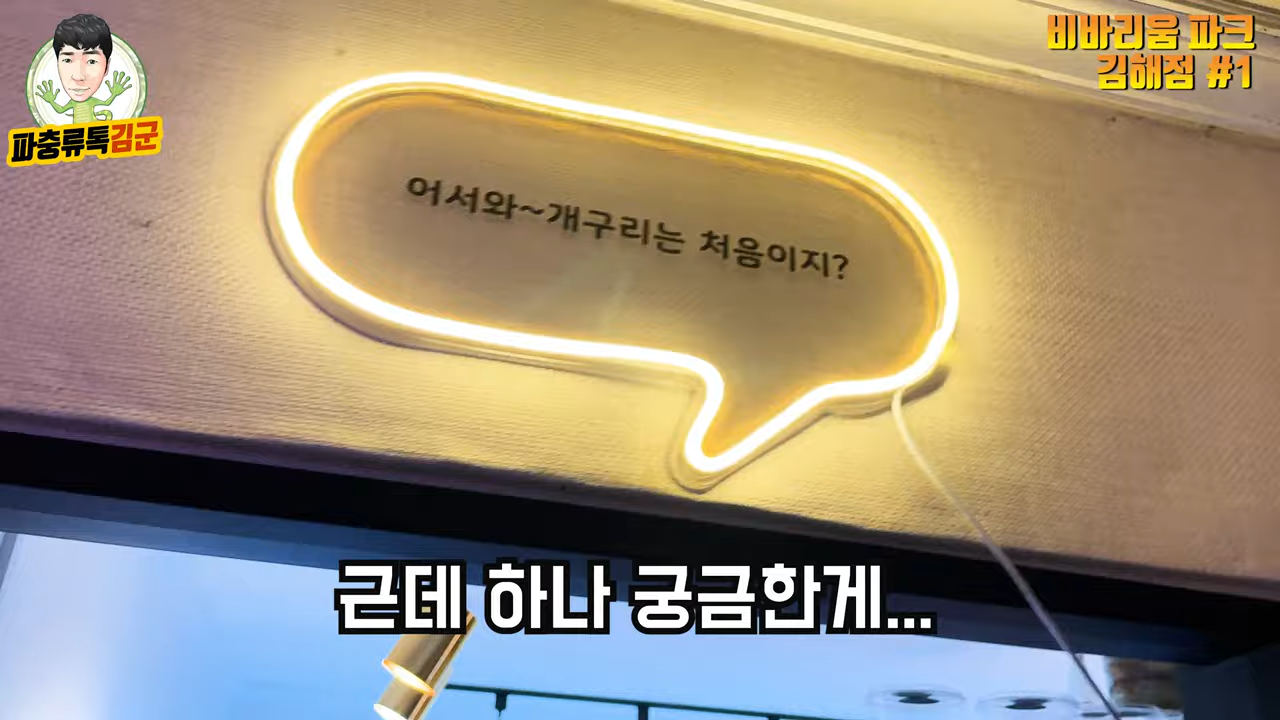 비바리움 파크
김해점 #1
파충류톡김군
어서와~개구리는 처음이지?
근데 하나 궁금한게...